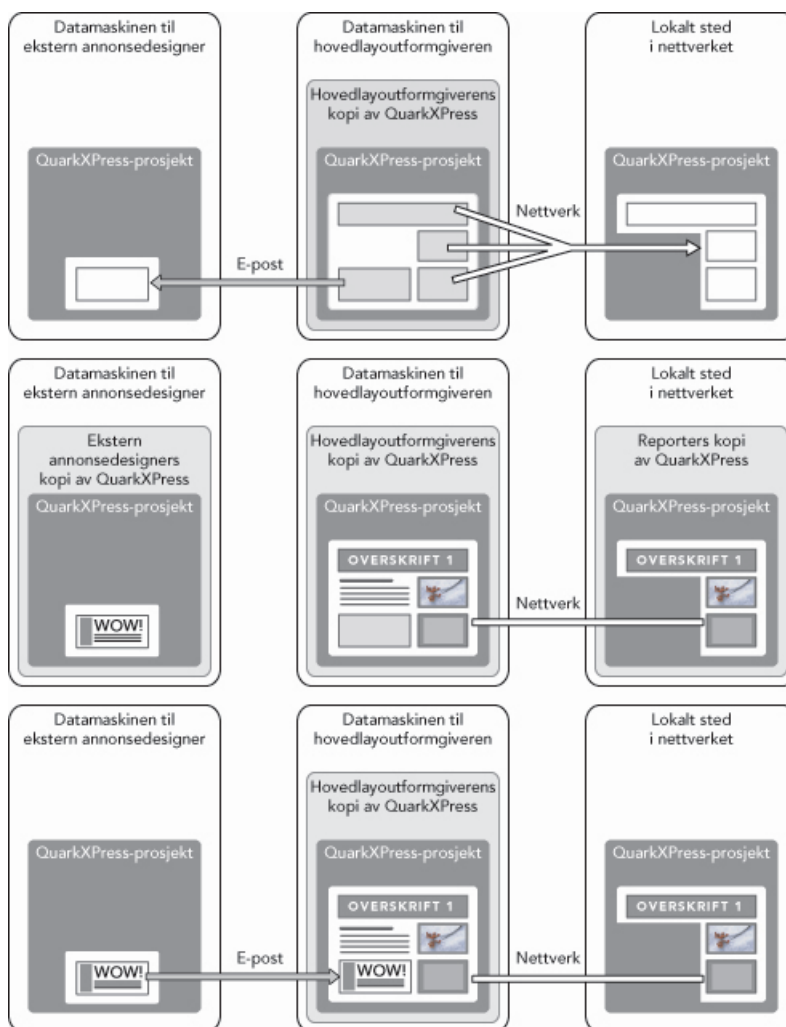 Datamaskinen til
ekstern annonsedesigner
Datamaskinen til
hovedlayoutformgiveren
Lokalt sted
i nettverket
Hovedlayoutformgiverens
kopi av QuarkXPress
QuarkXPress-prosjekt
QuarkXPress-prosjekt
QuarkXPress-prosjekt
Nettverk
E-post
Datamaskinen til
ekstern annonsedesigner
Datamaskinen til
hovedlayoutformgiveren
Lokalt sted
i nettverket
Ekstern
annonsedesigners
kopi av QuarkXPress
Hovedlayoutformgiverens
kopi av QuarkXPress
Reporters kopi
av QuarkXPress
QuarkXPress-prosjekt
QuarkXPress-prosjekt
QuarkXPress-prosjekt
OVERSKRIFT 1
OVERSKRIFT 1
Nettverk
WOW!
Datamaskinen til
ekstern annonsedesigner
Datamaskinen til
hovedlayoutformgiveren
Lokalt sted
i nettverket
Hovedlayoutformgiverens
kopi av QuarkXPress
QuarkXPress-prosjekt
QuarkXPress-prosjekt
QuarkXPress-prosjekt
OVERSKRIFT 1
OVERSKRIFT 1
E-post
Nettverk
WOW!
WOW!